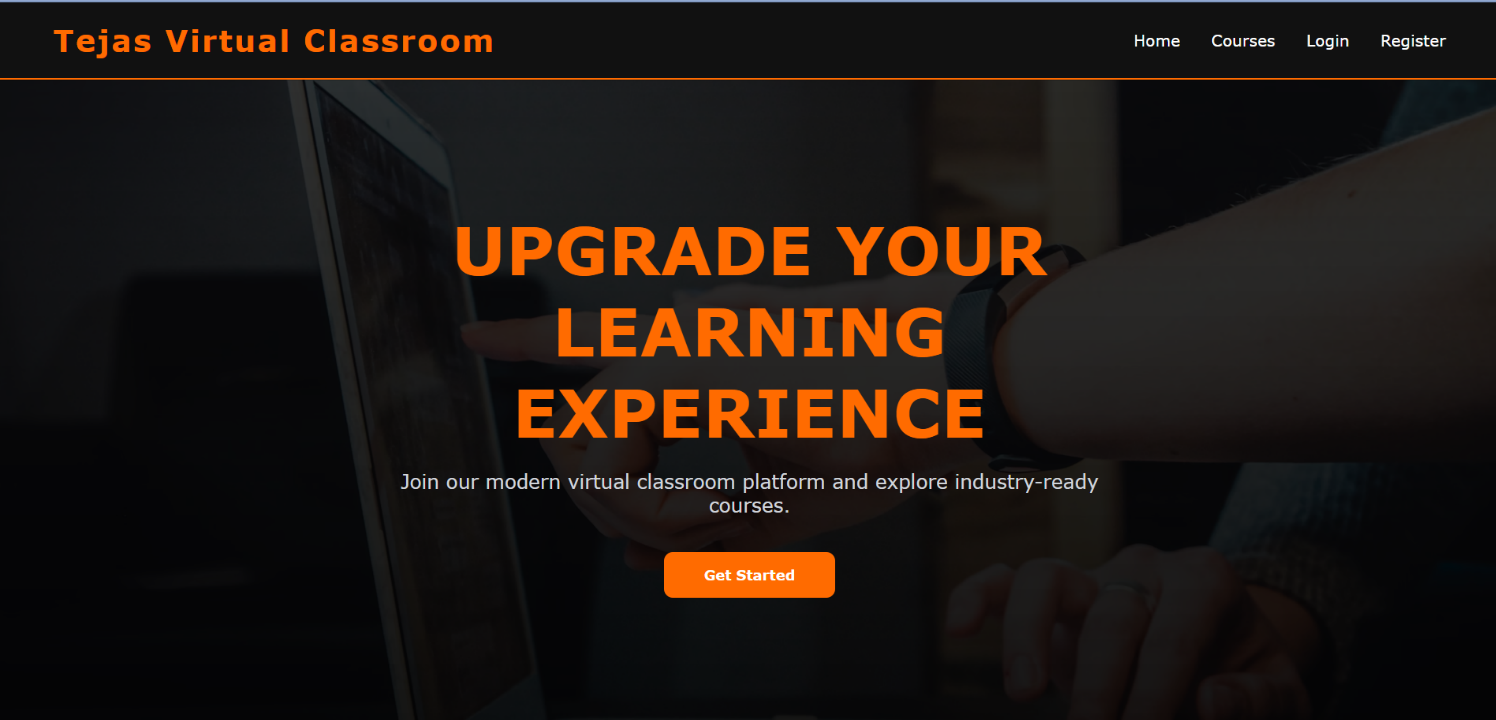 Tejas Virtual Classroom
Home Courses Login Register
UPGRADE YOUR
LEARNING
EXPERIENCE
Join our modern virtual classroom platform and explore industry-ready
courses.
Get Started